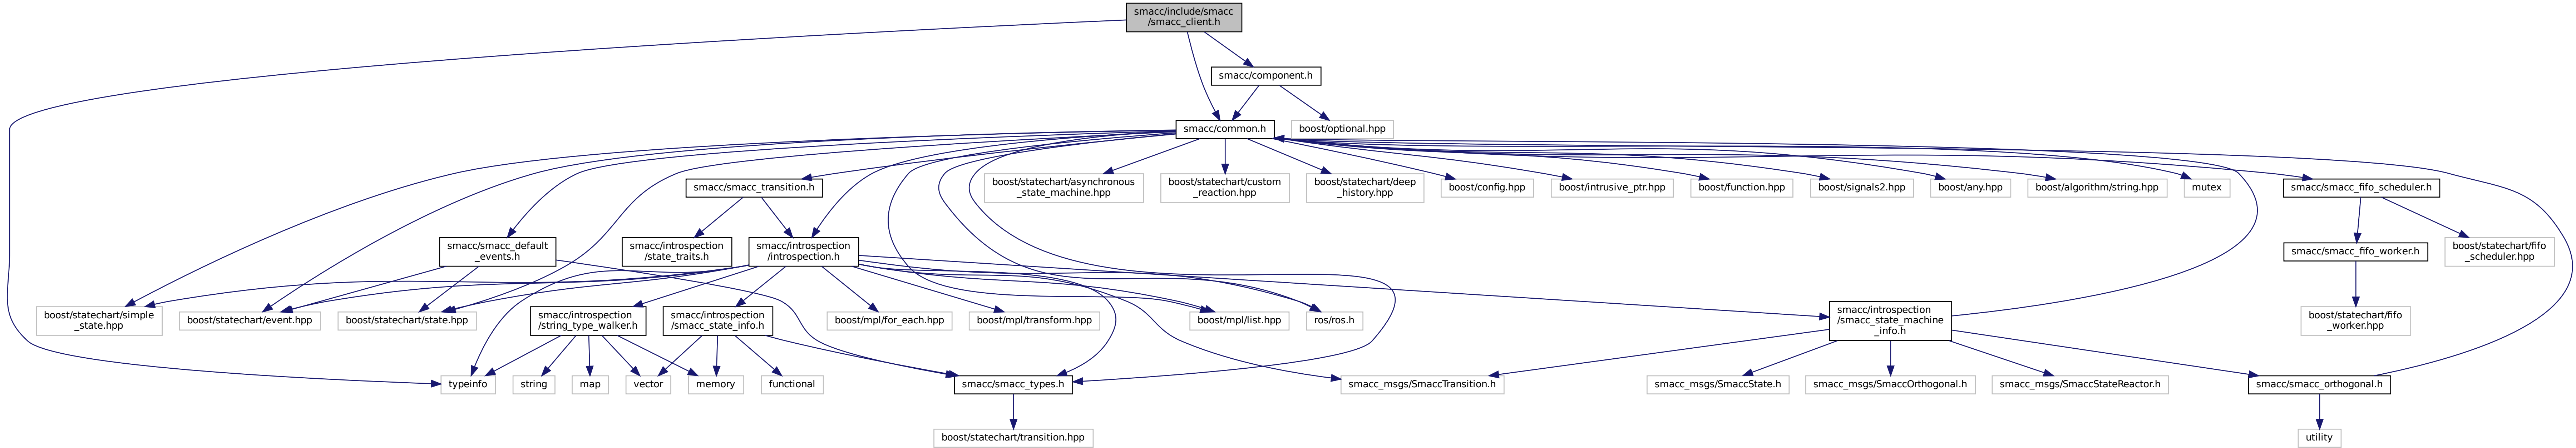 smacc/include/smacc
/smacc_client.h
smacc/component.h
smacc/common.h
boost/optional.hpp
smacc/smacc_transition.h
boost/statechart/asynchronous
_state_machine.hpp
boost/statechart/custom
_reaction.hpp
boost/statechart/deep
_history.hpp
boost/config.hpp
boost/intrusive_ptr.hpp
boost/function.hpp
boost/signals2.hpp
boost/any.hpp
boost/algorithm/string.hpp
mutex
smacc/smacc_fifo_scheduler.h
smacc/smacc_default
_events.h
smacc/introspection
/state_traits.h
smacc/introspection
/introspection.h
smacc/smacc_fifo_worker.h
boost/statechart/fifo
_scheduler.hpp
boost/statechart/simple
_state.hpp
boost/statechart/event.hpp
boost/statechart/state.hpp
smacc/introspection
/string_type_walker.h
smacc/introspection
/smacc_state_info.h
boost/mpl/for_each.hpp
boost/mpl/transform.hpp
boost/mpl/list.hpp
ros/ros.h
smacc/introspection
/smacc_state_machine
_info.h
boost/statechart/fifo
_worker.hpp
typeinfo
string
map
vector
memory
functional
smacc/smacc_types.h
smacc_msgs/SmaccTransition.h
smacc_msgs/SmaccState.h
smacc_msgs/SmaccOrthogonal.h
smacc_msgs/SmaccStateReactor.h
smacc/smacc_orthogonal.h
boost/statechart/transition.hpp
utility